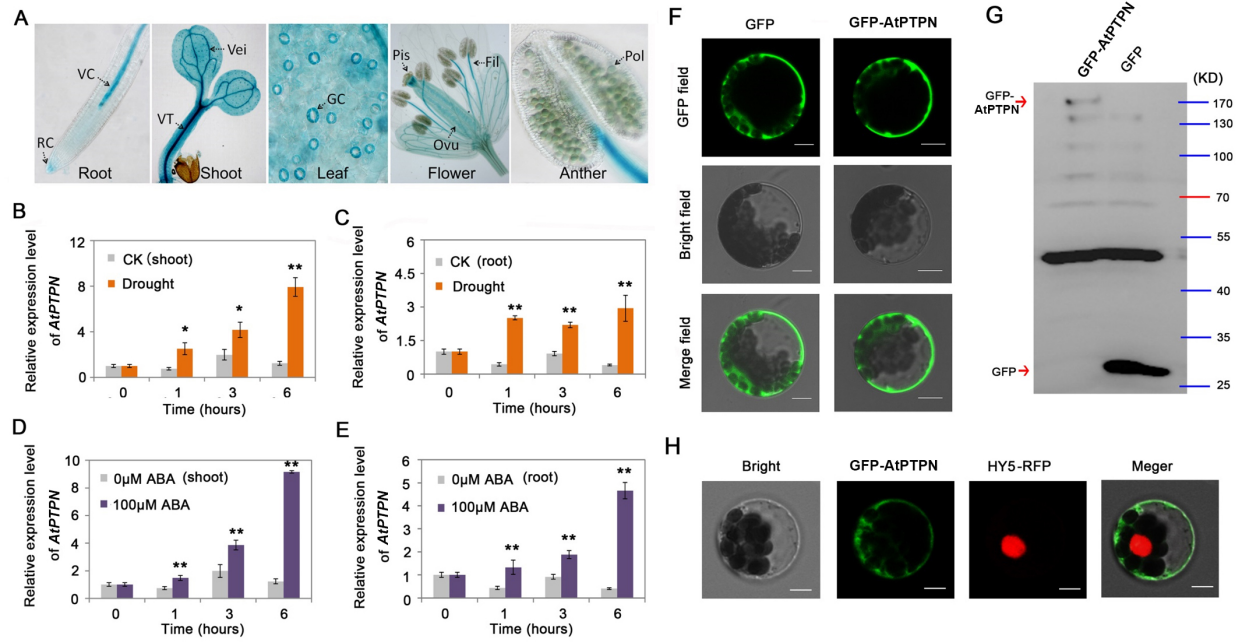 A
Vei
VC
VT
RC
Root
Shoot
GC
Leaf
Pis
Fil
Ovu
Flower
Pol
Anther
B
Relative expression level
of AtPTPN
12
8
4
0
CK (shoot)
Drought
*
*
**
0
1
3
6
Time (hours)
C
Relative expression level
of AtPTPN
6
4.5
3
1.5
0
CK (root)
Drought
**
**
**
0
1
3
6
Time (hours)
D
Relative expression level
of AtPTPN
10
8
6
4
2
0
0μM ABA (shoot)
100μM ABA
**
**
**
0
1
3
6
Time (hours)
E
Relative expression level
of AtPTPN
6
5
4
3
2
1
0
0μM ABA (root)
100μM ABA
**
**
**
0
1
3
6
Time (hours)
F
GFP
GFP-AtPTPN
GFP field
Bright field
Merge field
G
GFP-AtPTPN
GFP
(KD)
GFP-
AtPTPN
170
130
100
70
55
40
35
25
GFP
H
Bright
GFP-AtPTPN
HY5-RFP
Meger